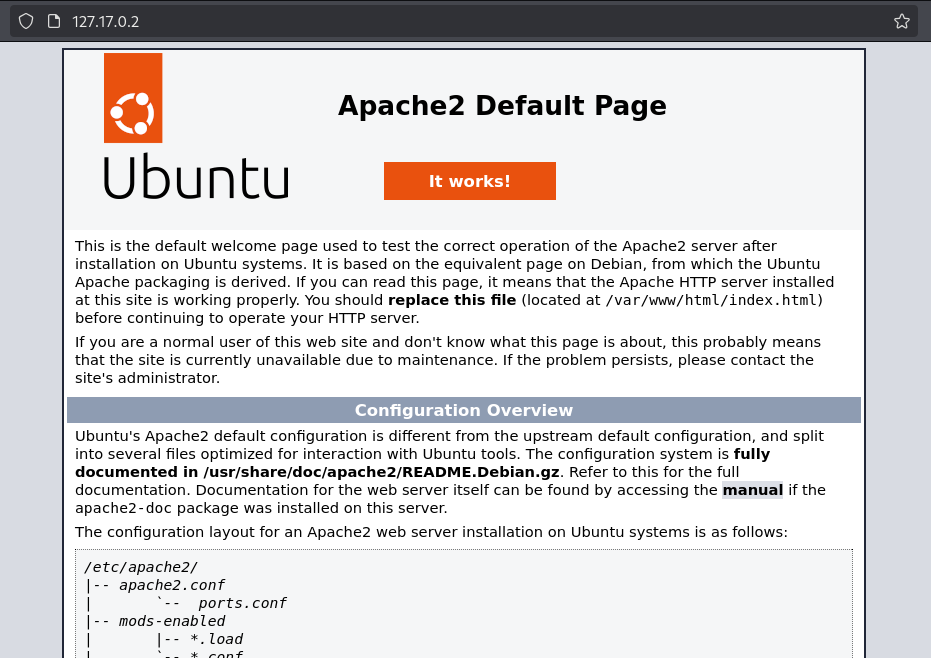 127.17.0.2
Apache2 Default Page
Ubuntu
It works!
This is the default welcome page used to test the correct operation of the Apache2 server after
installation on Ubuntu systems. It is based on the equivalent page on Debian, from which the Ubuntu
Apache packaging is derived. If you can read this page, it means that the Apache HTTP server installed
at this site is working properly. You should replace this file (located at /var/www/html/index.html)
before continuing to operate your HTTP server.
If you are a normal user of this web site and don't know what this page is about, this probably means
that the site is currently unavailable due to maintenance. If the problem persists, please contact the
site's administrator.
Configuration Overview
Ubuntu's Apache2 default configuration is different from the upstream default configuration, and split
into several files optimized for interaction with Ubuntu tools. The configuration system is fully
documented in /usr/share/doc/apache2/README.Debian.gz. Refer to this for the full
documentation. Documentation for the web server itself can be found by accessing the manual if the
apache2-doc package was installed on this server.
The configuration layout for an Apache2 web server installation on Ubuntu systems is as follows:
/etc/apache2/
|-- apache2.conf
|       `--  ports.conf
|-- mods-enabled
|       |-- *.load
|       `-- *.conf